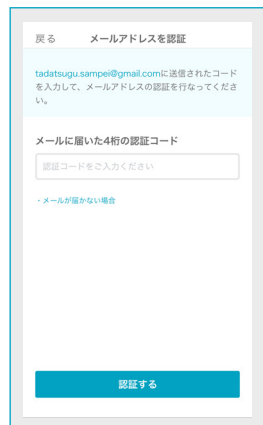 戻る メールアドレスを認証
tadatsugu.sampei@gmail.comに送信されたコード
を入力して、メールアドレスの認証を行なってくださ
い。
メールに届いた4桁の認証コード
認証コードをご入力ください
・メールが届かない場合
認証する